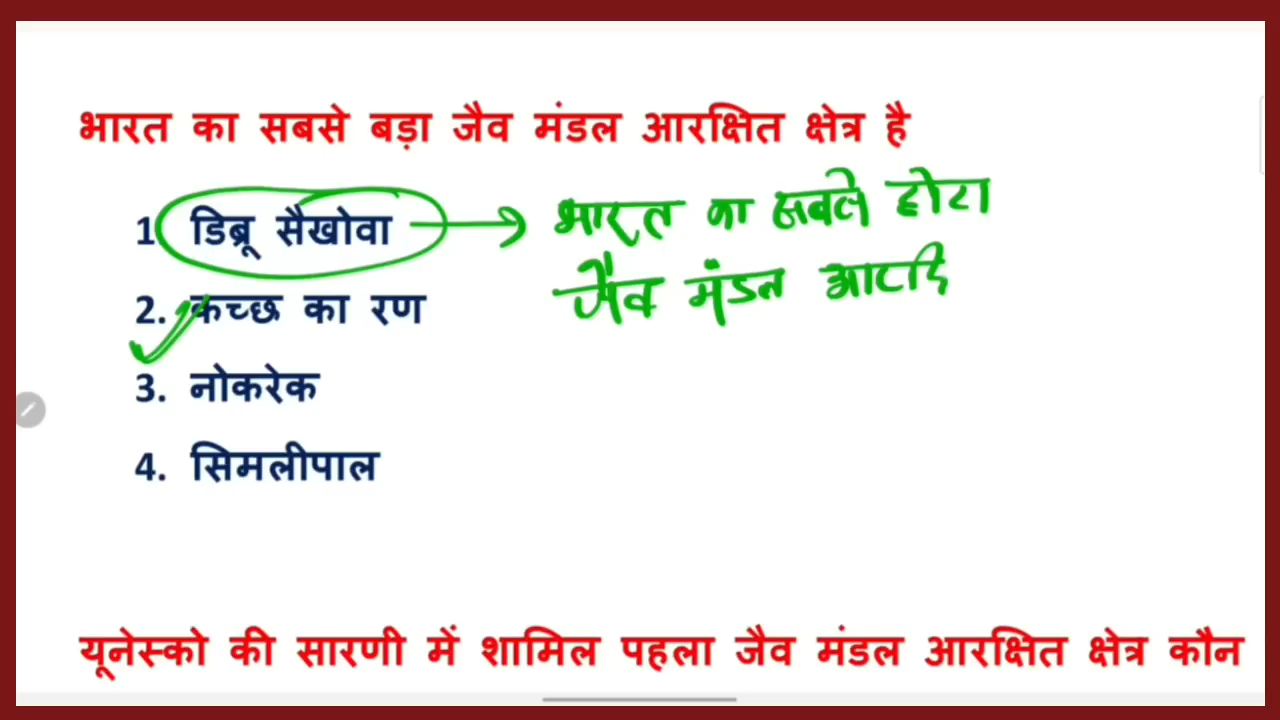 भारत का सबसे बड़ा जैव मंडल आरक्षित क्षेत्र है
1 डिब्रू सैखोवा
भारत का सबसे होटा
जैव मंडल आरक्षि
2. कच्छ का रण
3. नोकरेक
4. सिमलीपाल
यूनेस्को की सारणी में शामिल पहला जैव मंडल आरक्षित क्षेत्र कौन